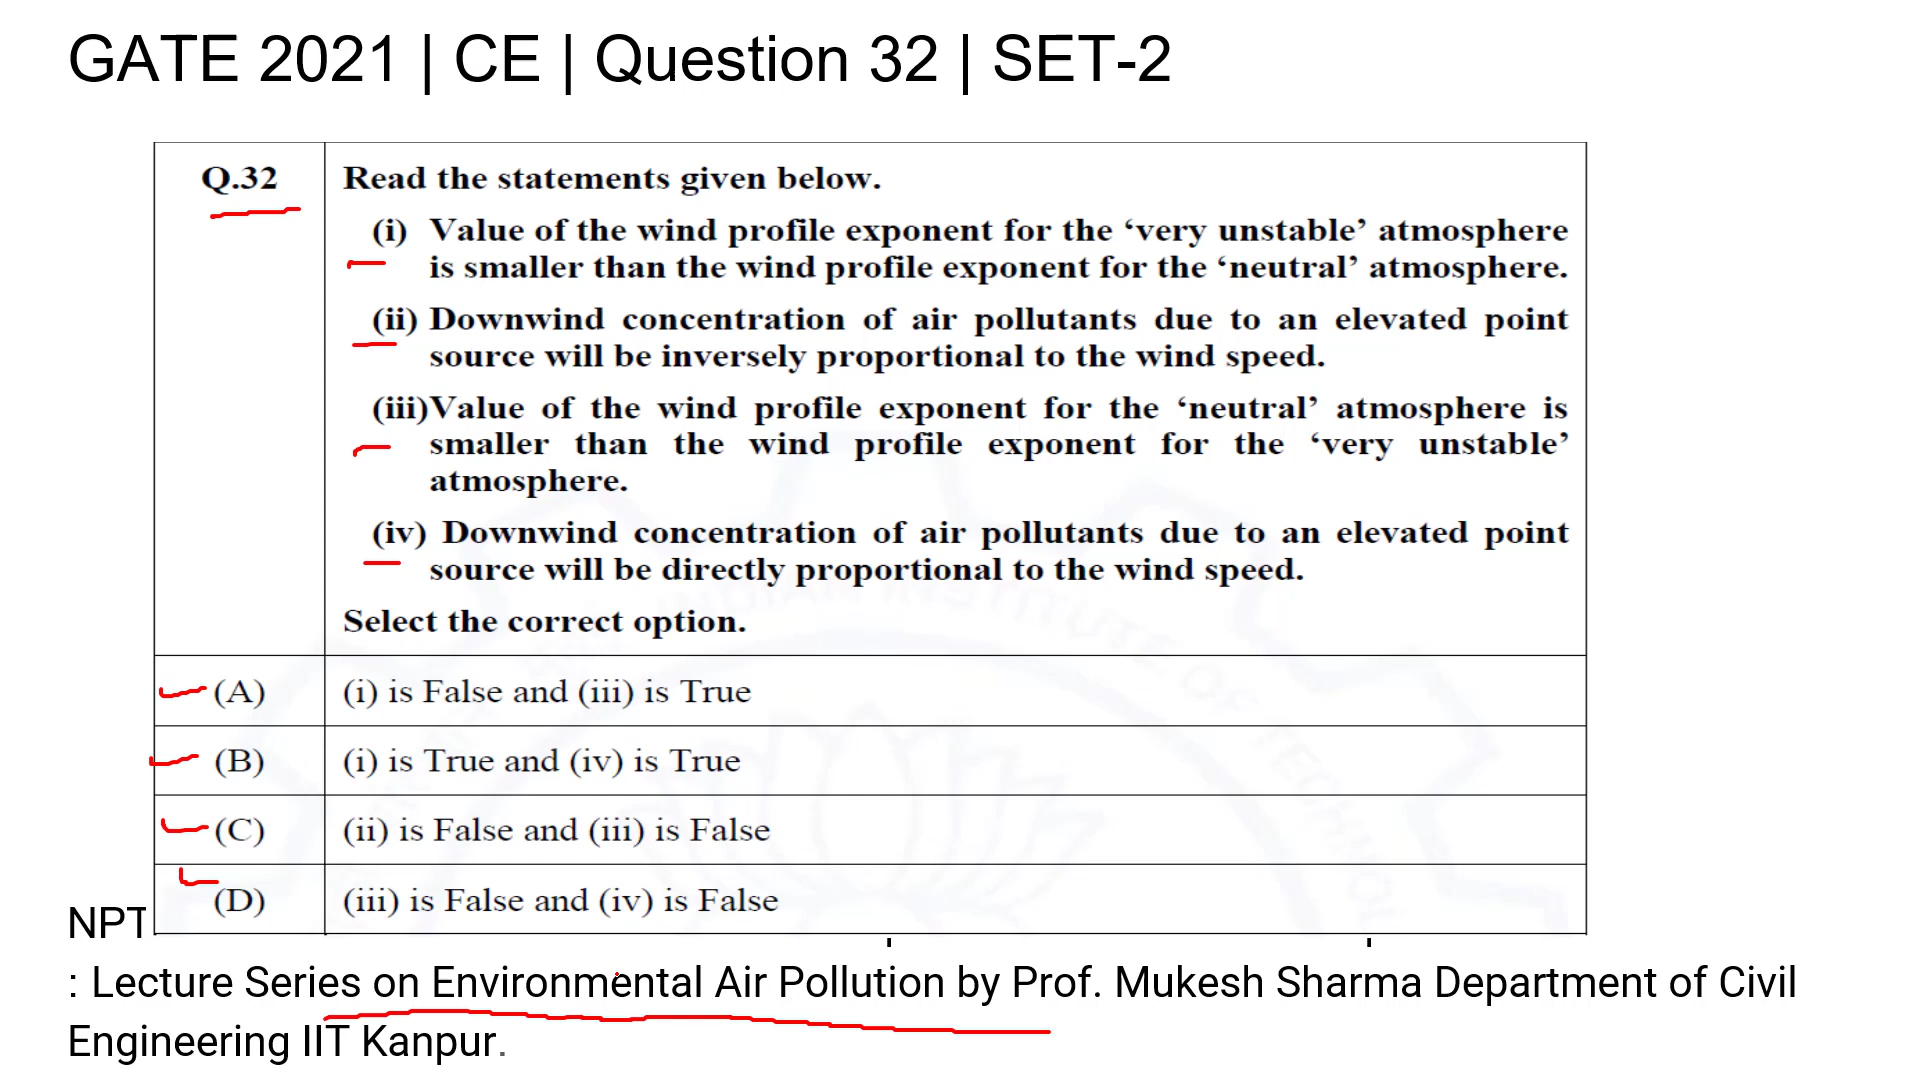 GATE 2021 | CE | Question 32 | SET-2
Q.32
Read the statements given below.
(i) Value of the wind profile exponent for the ‘very unstable’ atmosphere
is smaller than the wind profile exponent for the ‘neutral’ atmosphere.
(ii) Downwind concentration of air pollutants due to an elevated point
source will be inversely proportional to the wind speed.
(iii)Value of the wind profile exponent for the ‘neutral’ atmosphere is
smaller than the wind profile exponent for the ‘very unstable’
atmosphere.
(iv) Downwind concentration of air pollutants due to an elevated point
source will be directly proportional to the wind speed.
Select the correct option.
(A) (i) is False and (iii) is True
(B) (i) is True and (iv) is True
(C) (ii) is False and (iii) is False
(D) (iii) is False and (iv) is False
NPT
: Lecture Series on Environmental Air Pollution by Prof. Mukesh Sharma Department of Civil
Engineering IIT Kanpur.
INDIAN INSTITUTE OF TECHNOL